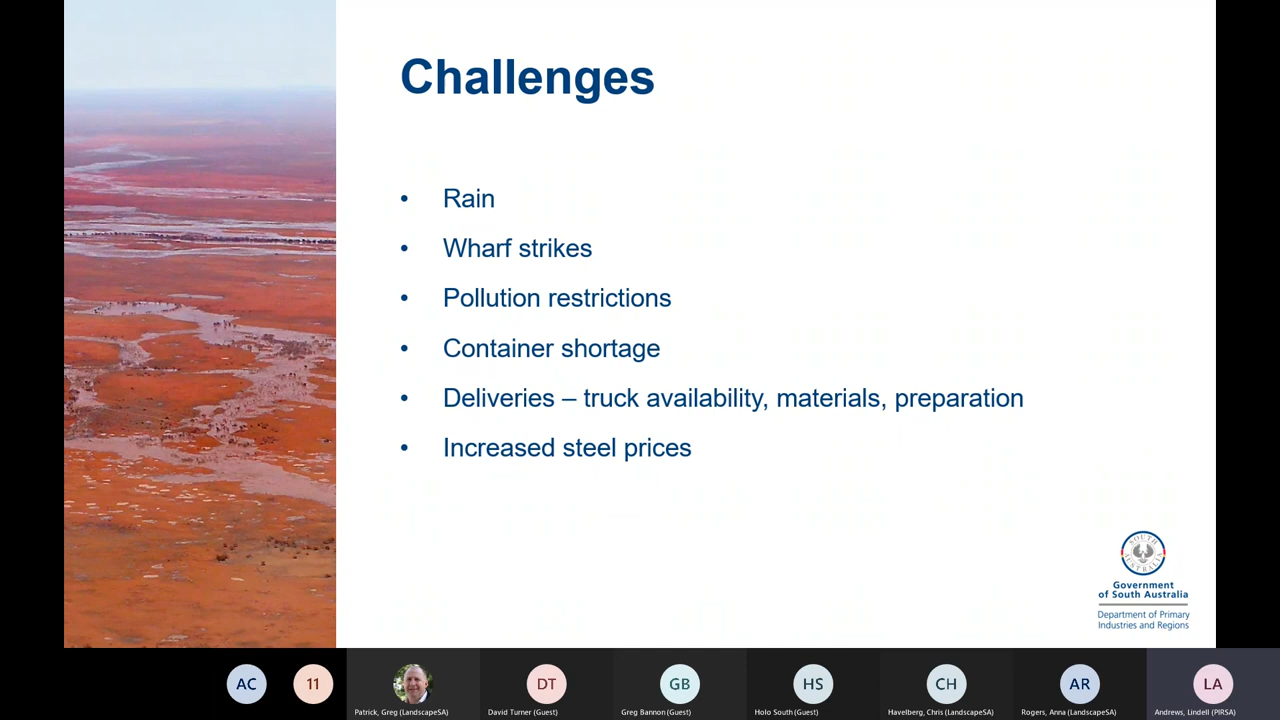 Challenges
• Rain
• Wharf strikes
• Pollution restrictions
• Container shortage
• Deliveries – truck availability, materials, preparation
• Increased steel prices
SOUTH
AUSTRALIA
Government
of South Australia
Department of Primary
Industries and Regions
AC
11
DT
GB
HS
CH
AR
LA
Patrick, Greg (LandscapeSA)
David Turner (Guest)
Greg Bannon (Guest)
Holo South (Guest)
Havelberg, Chris (LandscapeSA)
Rogers, Anna (LandscapeSA)
Andrews, Lindell (PIRSA)